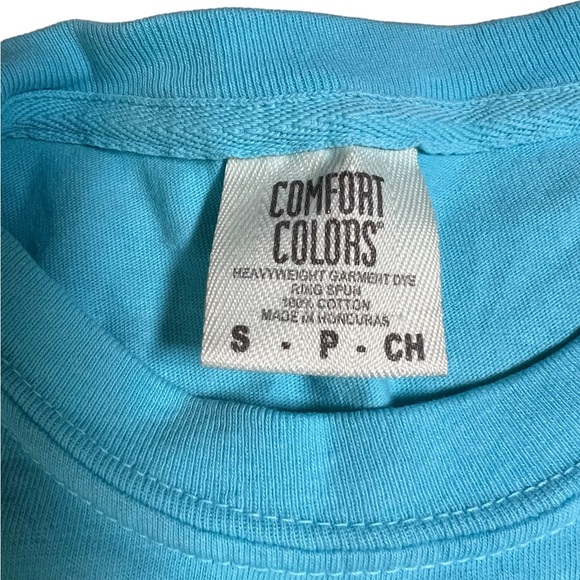 COMFORT
COLORS®
HEAVYWEIGHT GARMENT DYE
RING SPUN
100% COTTON
MADE IN HONDURAS
S - P - CH